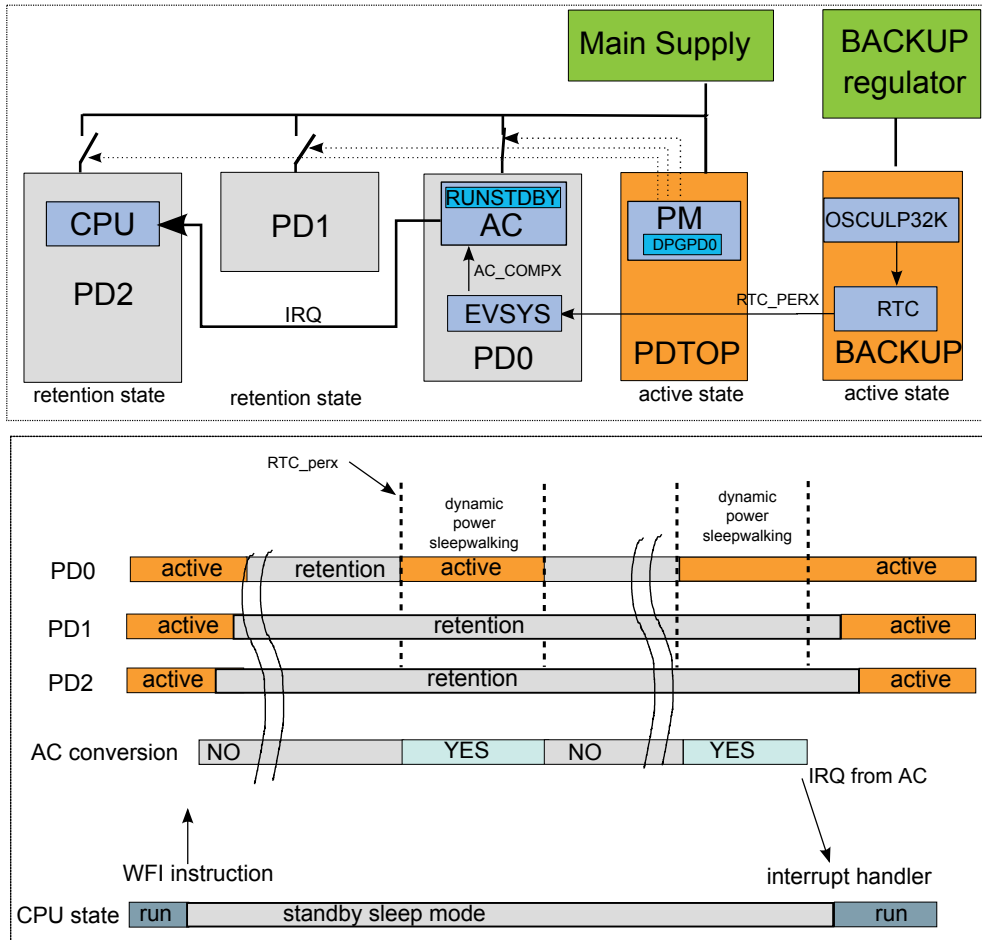 Main Supply
BACKUP
regulator
RUNSTDBY
AC
CPU
PD1
PM
DPGPD0
OSCULP32K
AC_COMPX
PD2
IRQ
EVSYS
RTC_PERX
RTC
PD0
PDTOP
BACKUP
retention state
retention state
active state
active state
RTC_perx
dynamic
power
sleepwalking
dynamic
power
sleepwalking
PD0 active retention active active
PD1 active retention active
PD2 active retention active
AC conversion NO YES NO YES
IRQ from AC
WFI instruction
interrupt handler
CPU state run standby sleep mode run